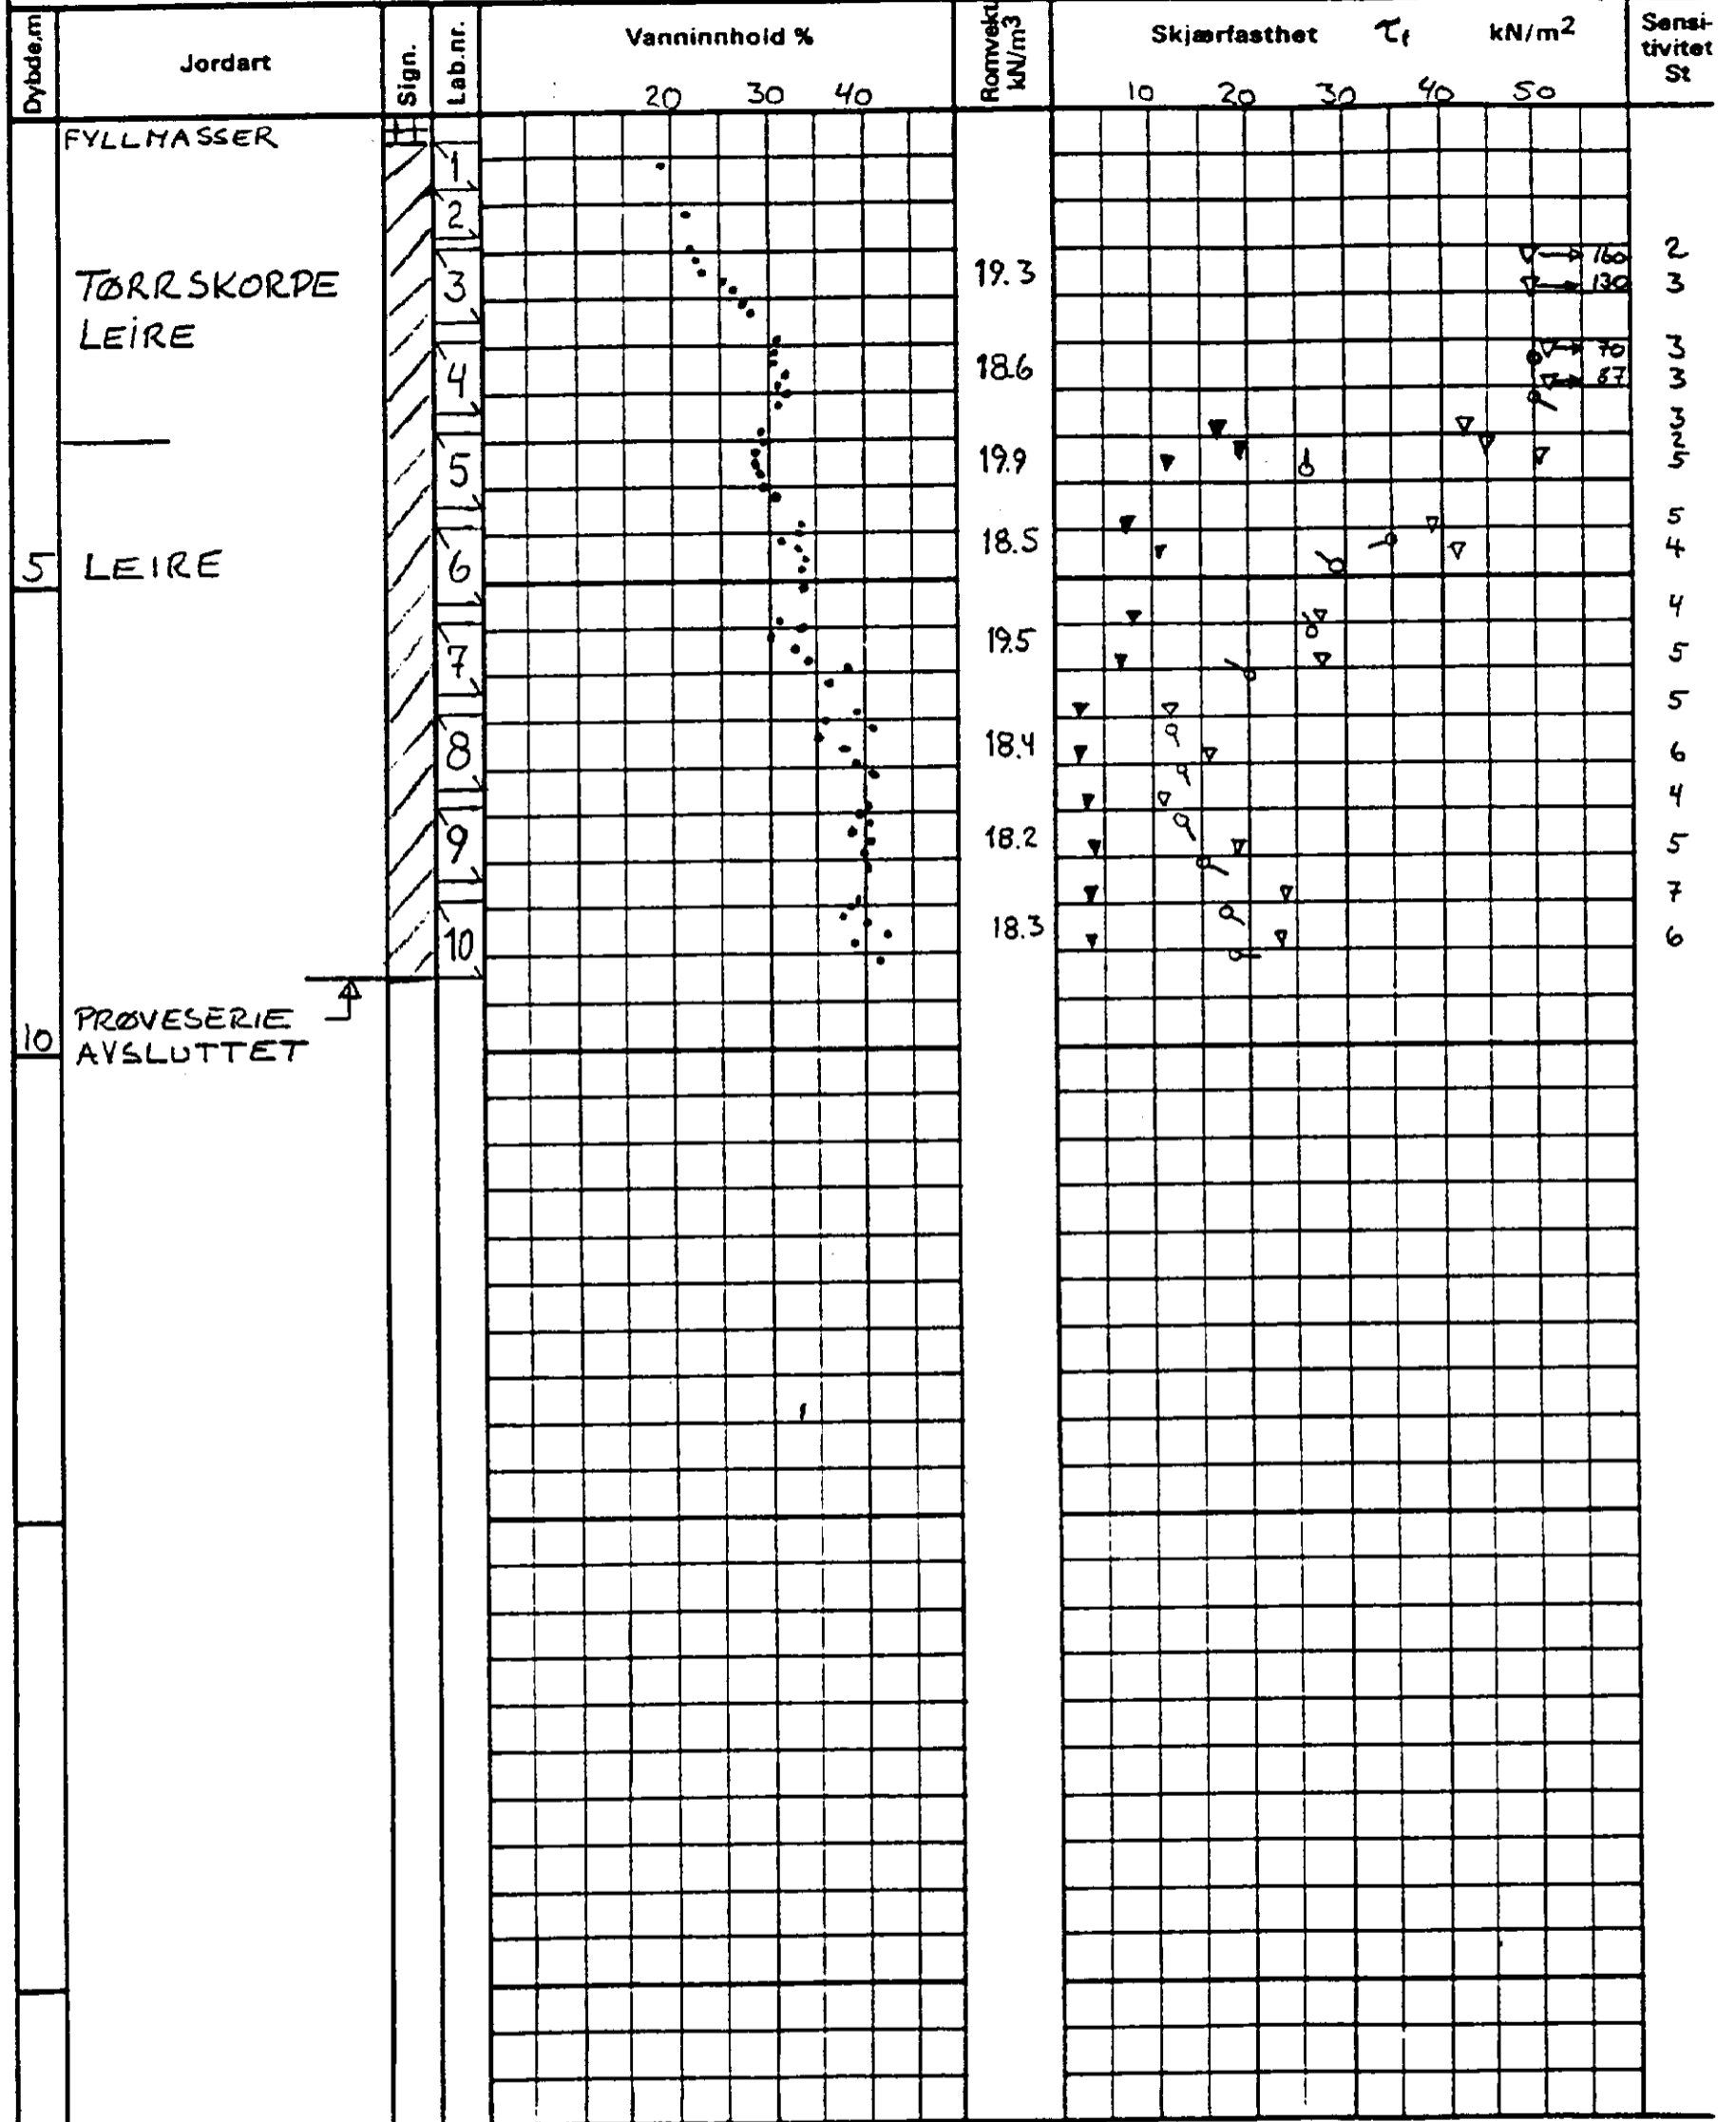 Dybde,m Jordart Sign. Lab.nr. Vanninnhold % Romvekt kN/m3 Skjærfasthet τf kN/m2 Sensi-tivitet St
20 30 40 10 20 30 40 50
FYLLMASSER
1
2
TØRRSKORPE
LEIRE
3 19.3 160 2
130 3
4 18.6 70 3
67 3
3
2
5 19.9 5
5
5 LEIRE 6 18.5 4
4
7 19.5 5
5
8 18.4 6
4
9 18.2 5
7
10 18.3 6
PRØVESERIE
10 AVSLUTTET